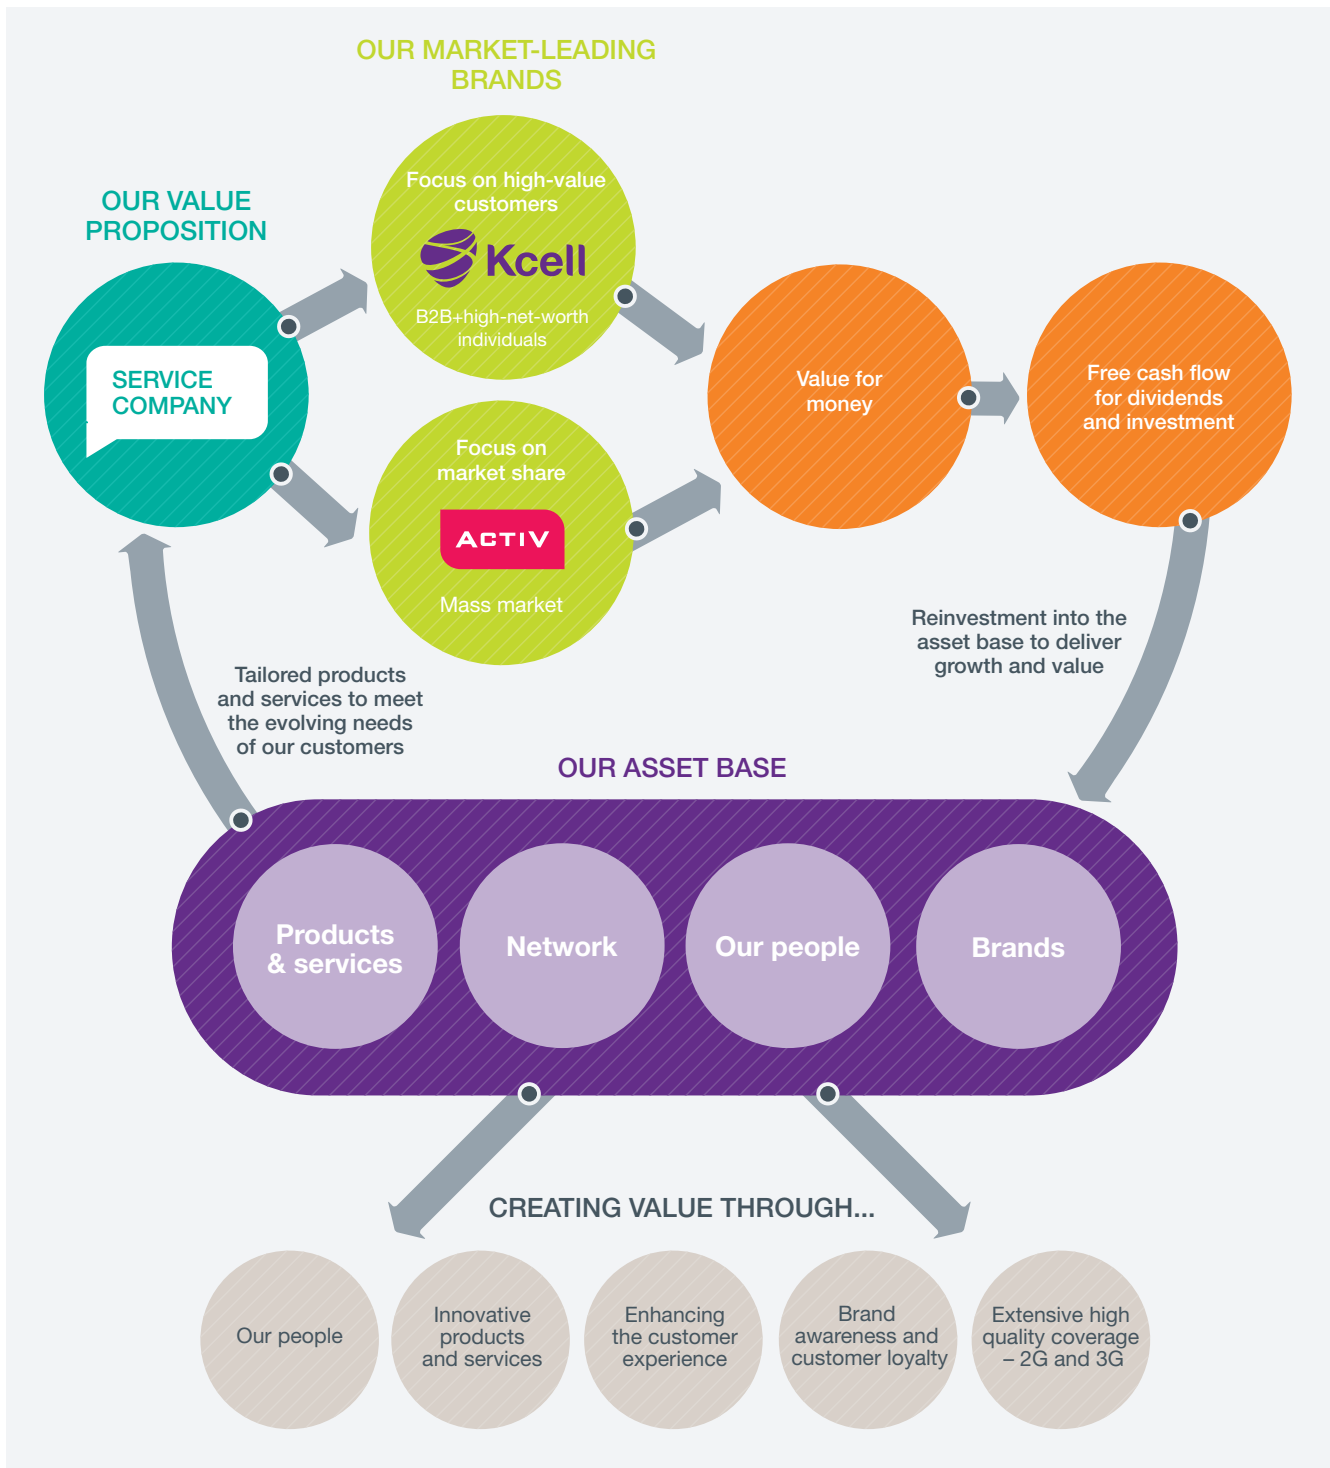 OUR MARKET-LEADING
BRANDS
OUR VALUE
PROPOSITION
SERVICE
COMPANY
Focus on high-value
customers
Kcell
B2B+high-net-worth
individuals
Focus on
market share
ACTIV
Mass market
Value for
money
Free cash flow
for dividends
and investment
Reinvestment into the
asset base to deliver
growth and value
Tailored products
and services to meet
the evolving needs
of our customers
OUR ASSET BASE
Products
& services
Network
Our people
Brands
CREATING VALUE THROUGH...
Our people
Innovative
products
and services
Enhancing
the customer
experience
Brand
awareness and
customer loyalty
Extensive high
quality coverage
– 2G and 3G